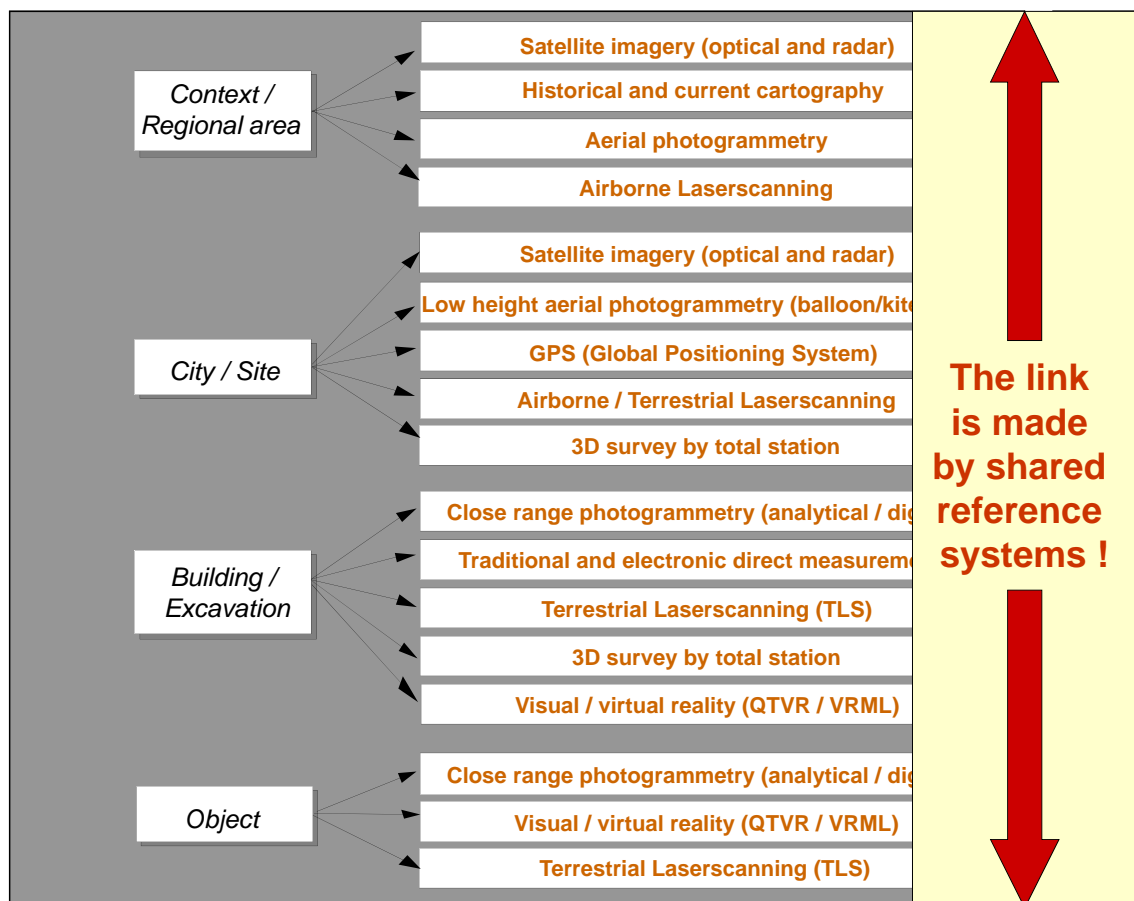 Context /
Regional area
Satellite imagery (optical and radar)
Historical and current cartography
Aerial photogrammetry
Airborne Laserscanning
City / Site
Satellite imagery (optical and radar)
Low height aerial photogrammetry (balloon/kite
GPS (Global Positioning System)
Airborne / Terrestrial Laserscanning
3D survey by total station
Building /
Excavation
Close range photogrammetry (analytical / dig
Traditional and electronic direct measureme
Terrestrial Laserscanning (TLS)
3D survey by total station
Visual / virtual reality (QTVR / VRML)
Object
Close range photogrammetry (analytical / dig
Visual / virtual reality (QTVR / VRML)
Terrestrial Laserscanning (TLS)
The link
is made
by shared
reference
systems !